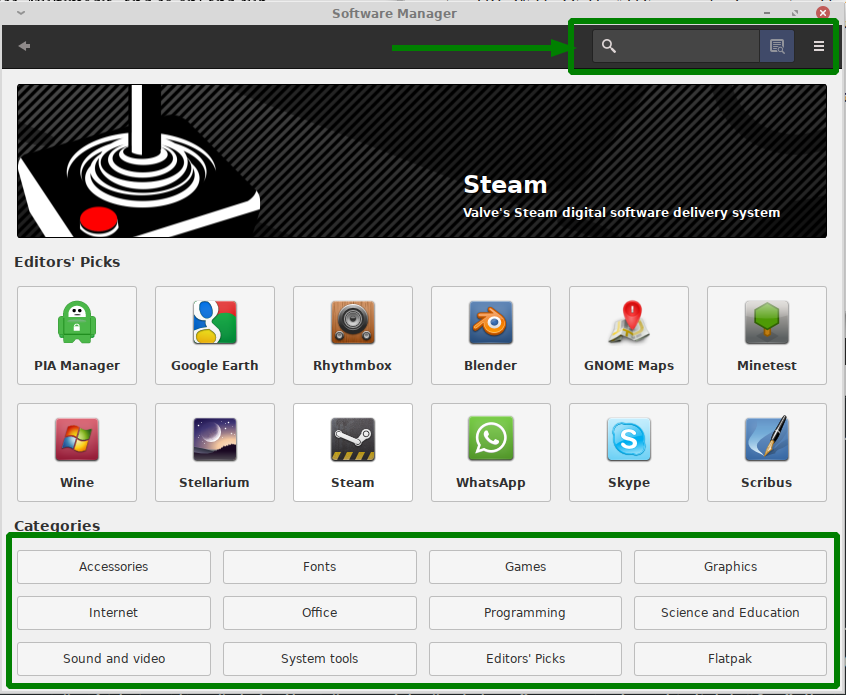 Software Manager
Steam
Valve's Steam digital software delivery system
Editors' Picks
PIA Manager
Google Earth
Rhythmbox
Blender
GNOME Maps
Minetest
Wine
Stellarium
Steam
WhatsApp
Skype
Scribus
Categories
Accessories
Fonts
Games
Graphics
Internet
Office
Programming
Science and Education
Sound and video
System tools
Editors' Picks
Flatpak